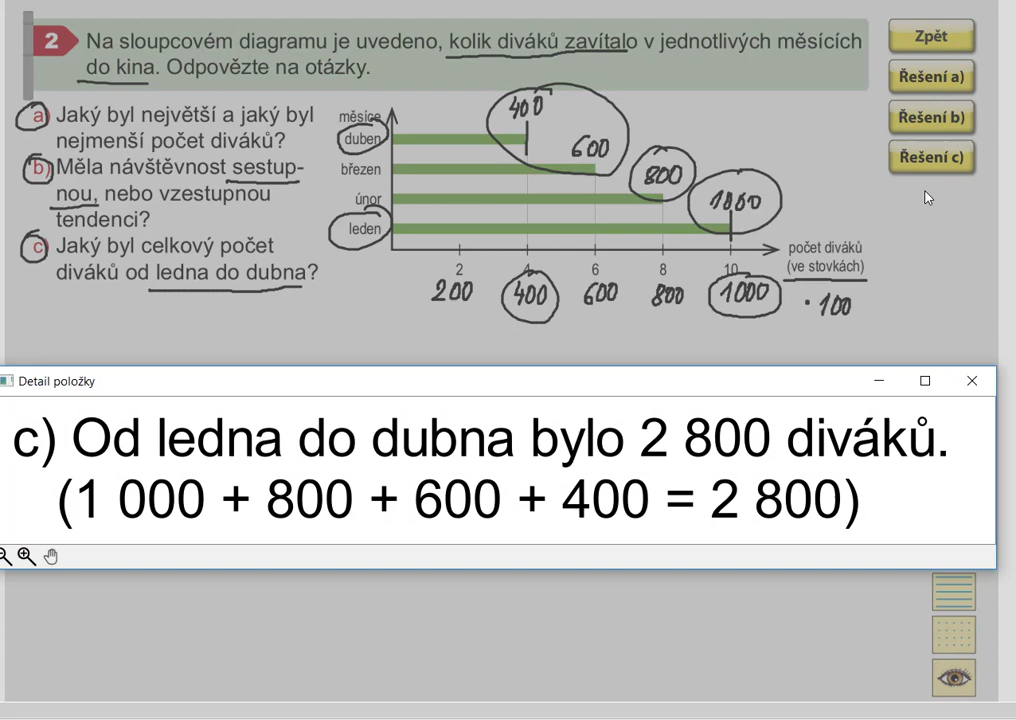 2 Na sloupcovém diagramu je uvedeno, kolik diváků zavítalo v jednotlivých měsících
do kina. Odpovězte na otázky.
Zpět
Řešení a)
Řešení b)
Řešení c)
a) Jaký byl největší a jaký byl
nejmenší počet diváků?
b) Měla návštěvnost sestup-
nou, nebo vzestupnou
tendenci?
c) Jaký byl celkový počet
diváků od ledna do dubna?
měsíce
duben
březen
únor
leden
400
600
800
1000
2 4 6 8 10
počet diváků
(ve stovkách)
200 400 600 800 1000 · 100
Detail položky
c) Od ledna do dubna bylo 2 800 diváků.
(1 000 + 800 + 600 + 400 = 2 800)